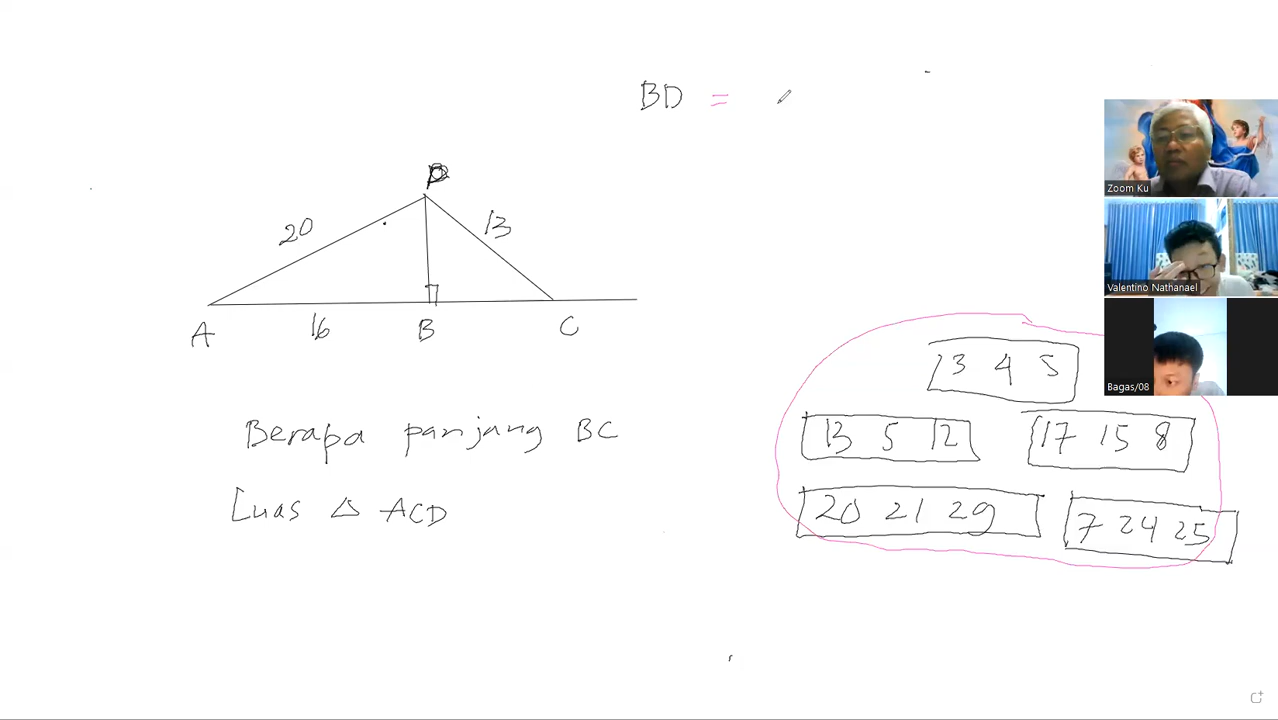 BD =
D
20
13
A
16
B
C
Berapa panjang BC
Luas △ ACD
3 4 5
13 5 12
17 15 8
20 21 29
7 24 25
Zoom Ku
Valentino Nathanael
Bagas/08